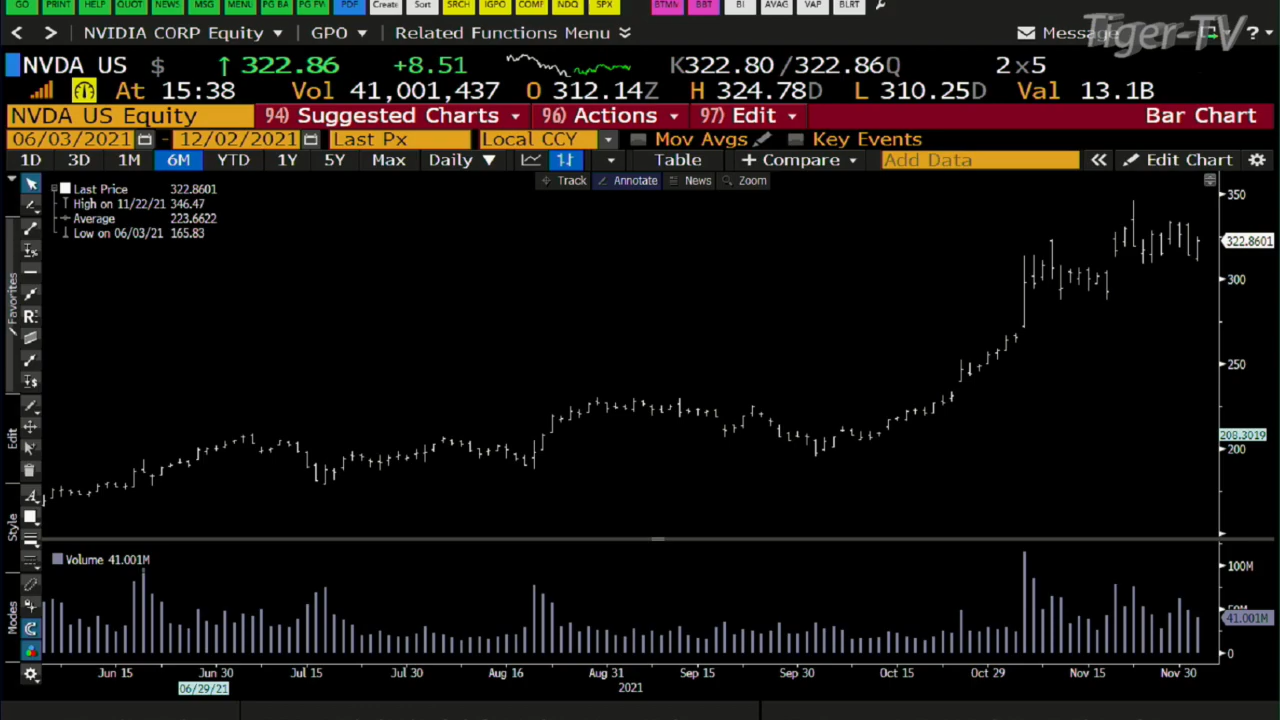 GO PRINT HELP QUOT NEWS MSG MENU PG BA PG FW PDF Create Sort SRCH IGPO COMF NDQ SPX BTMN BBT BI AVAG VAP BLRT
NVIDIA CORP Equity GPO Related Functions Menu Message ?
Tiger-TV
NVDA US $ ↑ 322.86 +8.51 K322.80 / 322.86Q 2 x 5
At 15:38 Vol 41,001,437 O 312.14Z H 324.78D L 310.25D Val 13.1B
NVDA US Equity 94) Suggested Charts 96) Actions 97) Edit Bar Chart
06/03/2021 - 12/02/2021 Last Px Local CCY Mov Avgs Key Events
1D 3D 1M 6M YTD 1Y 5Y Max Daily ▼ Table + Compare Add Data « Edit Chart
Track Annotate News Zoom
Last Price 322.8601
High on 11/22/21 346.47
Average 223.6622
Low on 06/03/21 165.83
350
322.8601
300
250
208.3019
200
Favorites
Edit
Style
Modes
Volume 41.001M
100M
50M
41.001M
0
Jun 15 Jun 30 Jul 15 Jul 30 Aug 16 Aug 31 Sep 15 Sep 30 Oct 15 Oct 29 Nov 15 Nov 30
06/29/21
2021